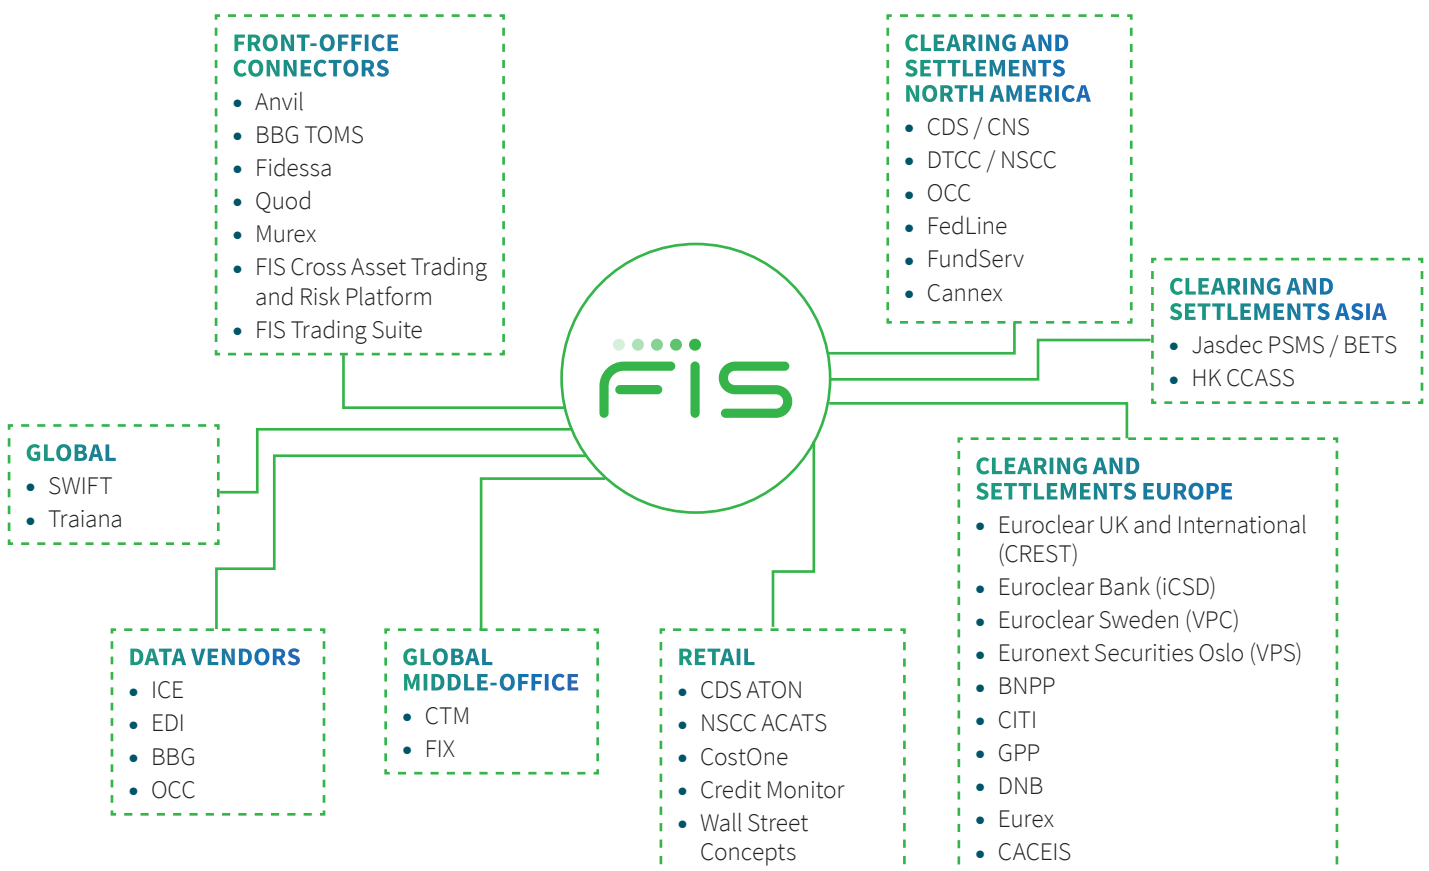 FRONT-OFFICE
CONNECTORS
• Anvil
• BBG TOMS
• Fidessa
• Quod
• Murex
• FIS Cross Asset Trading
and Risk Platform
• FIS Trading Suite
CLEARING AND
SETTLEMENTS
NORTH AMERICA
• CDS / CNS
• DTCC / NSCC
• OCC
• FedLine
• FundServ
• Cannex
CLEARING AND
SETTLEMENTS ASIA
• Jasdec PSMS / BETS
• HK CCASS
FIS
GLOBAL
• SWIFT
• Traiana
CLEARING AND
SETTLEMENTS EUROPE
• Euroclear UK and International
(CREST)
• Euroclear Bank (iCSD)
• Euroclear Sweden (VPC)
• Euronext Securities Oslo (VPS)
• BNPP
• CITI
• GPP
• DNB
• Eurex
• CACEIS
DATA VENDORS
• ICE
• EDI
• BBG
• OCC
GLOBAL
MIDDLE-OFFICE
• CTM
• FIX
RETAIL
• CDS ATON
• NSCC ACATS
• CostOne
• Credit Monitor
• Wall Street
Concepts